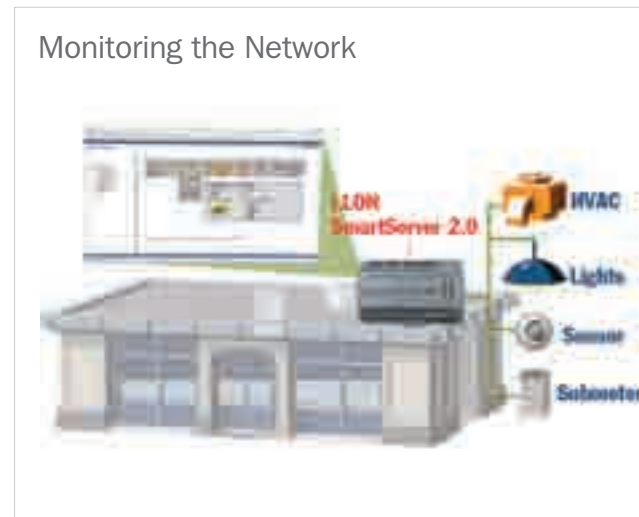 Monitoring the Network
i.LON
SmartServer 2.0
HVAC
Lights
Sensor
Submeter